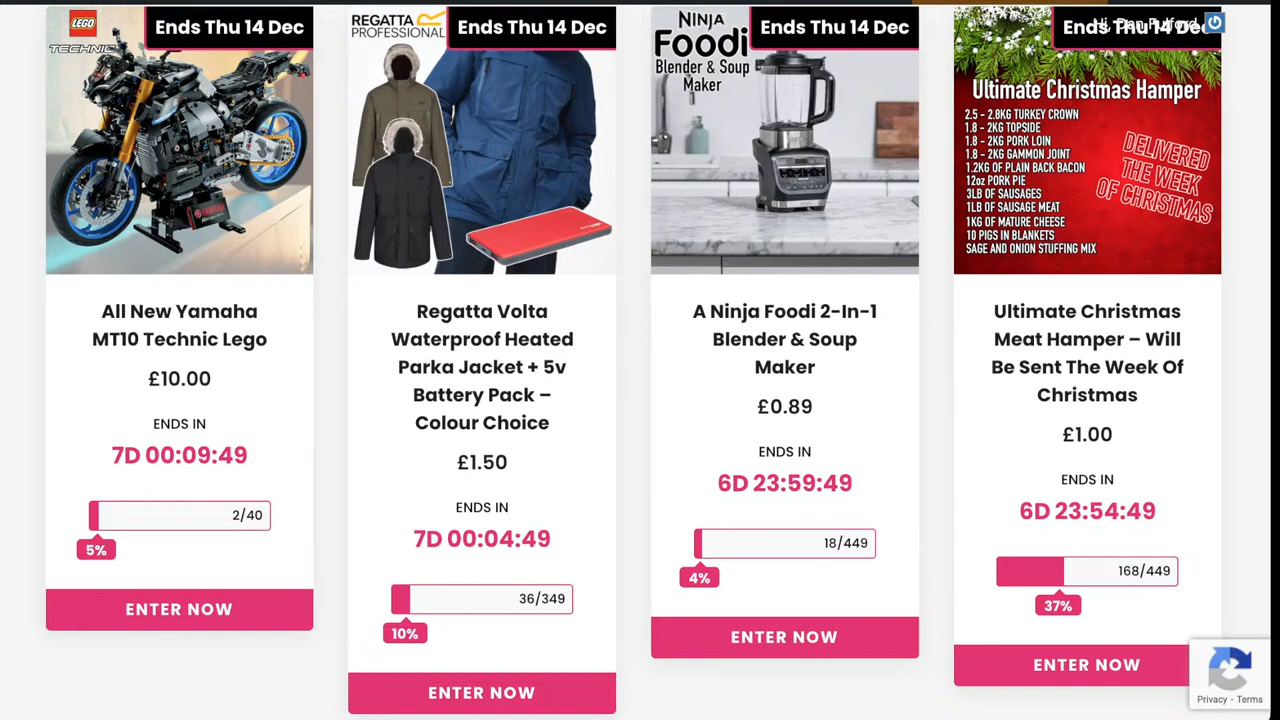 LEGO
TECHNIC
Ends Thu 14 Dec
All New Yamaha
MT10 Technic Lego
£10.00
ENDS IN
7D 00:09:49
2/40
5%
ENTER NOW
REGATTA
PROFESSIONAL
Ends Thu 14 Dec
Regatta Volta
Waterproof Heated
Parka Jacket + 5v
Battery Pack –
Colour Choice
£1.50
ENDS IN
7D 00:04:49
36/349
10%
ENTER NOW
NINJA
Foodi
Blender & Soup
Maker
Ends Thu 14 Dec
A Ninja Foodi 2-In-1
Blender & Soup
Maker
£0.89
ENDS IN
6D 23:59:49
18/449
4%
ENTER NOW
Ends Thu 14 Dec
Hi, Dan Fulford
Ultimate Christmas Hamper
2.5 - 2.8KG TURKEY CROWN
1.8 - 2KG TOPSIDE
1.8 - 2KG PORK LOIN
1.8 - 2KG GAMMON JOINT
1.2KG OF PLAIN BACK BACON
12oz PORK PIE
3LB OF SAUSAGES
1LB OF SAUSAGE MEAT
1KG OF MATURE CHEESE
10 PIGS IN BLANKETS
SAGE AND ONION STUFFING MIX
DELIVERED
THE WEEK
OF CHRISTMAS
Ultimate Christmas
Meat Hamper – Will
Be Sent The Week Of
Christmas
£1.00
ENDS IN
6D 23:54:49
168/449
37%
ENTER NOW
Privacy - Terms